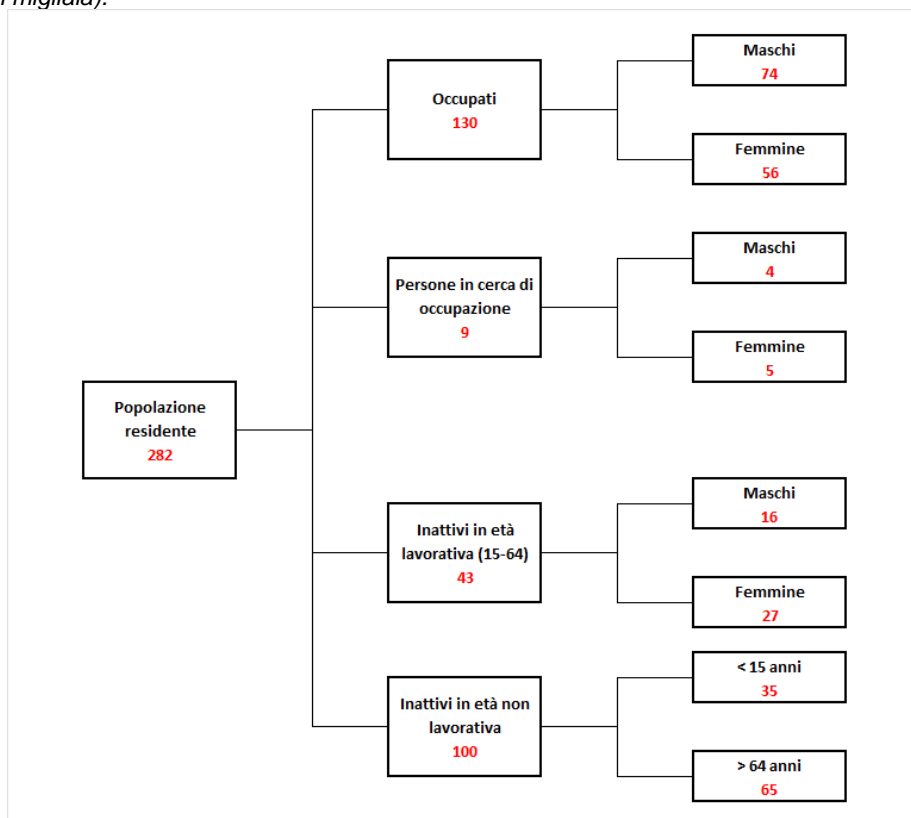 i migliaia).
Maschi
74
Occupati
130
Femmine
56
Maschi
4
Persone in cerca di
occupazione
9
Femmine
5
Popolazione
residente
282
Maschi
16
Inattivi in età
lavorativa (15-64)
43
Femmine
27
< 15 anni
35
Inattivi in età non
lavorativa
100
> 64 anni
65